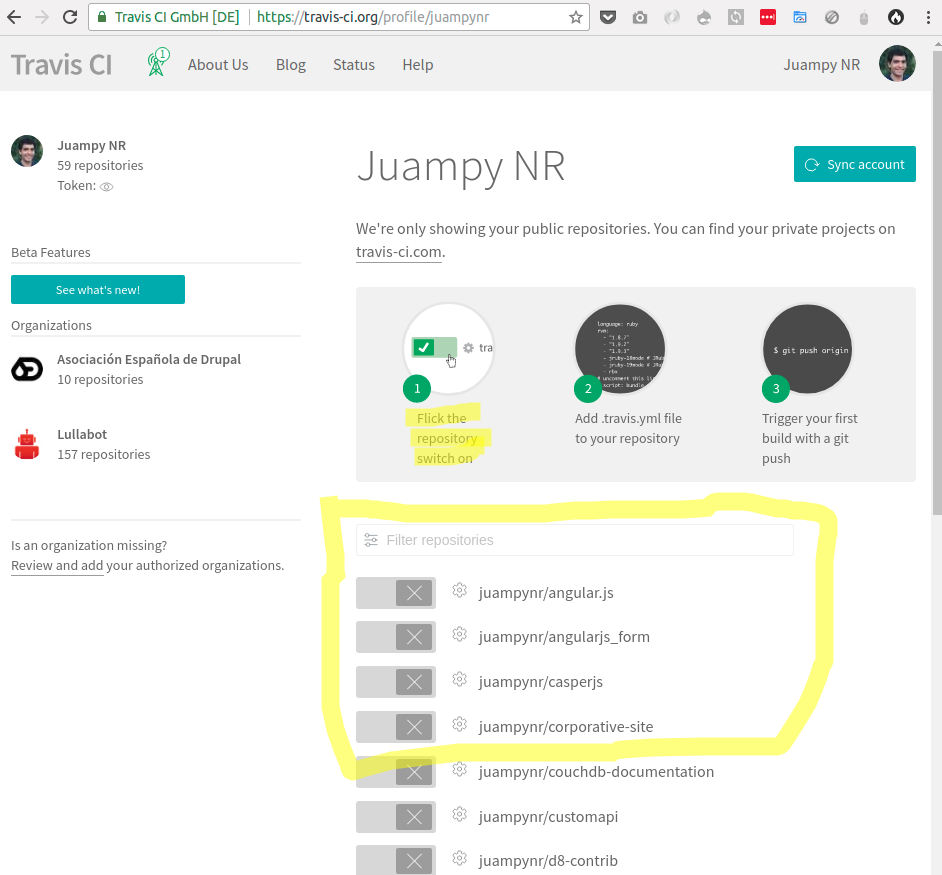 Travis CI GmbH [DE] https://travis-ci.org/profile/juampynr
Travis CI
1
About Us
Blog
Status
Help
Juampy NR
Juampy NR
59 repositories
Token:
Beta Features
See what's new!
Organizations
Asociación Española de Drupal
10 repositories
Lullabot
157 repositories
Is an organization missing?
Review and add your authorized organizations.
Juampy NR
Sync account
We're only showing your public repositories. You can find your private projects on
travis-ci.com.
tra
1
Flick the
repository
switch on
language: ruby
rvm:
- "1.8.7"
- "1.9.2"
- "1.9.3"
- jruby-18mode # JRu
- jruby-19mode # JRu
- rbx
# uncomment this li
script: bundle
2
Add .travis.yml file
to your repository
$ git push origin
3
Trigger your first
build with a git
push
Filter repositories
juampynr/angular.js
juampynr/angularjs_form
juampynr/casperjs
juampynr/corporative-site
juampynr/couchdb-documentation
juampynr/customapi
juampynr/d8-contrib